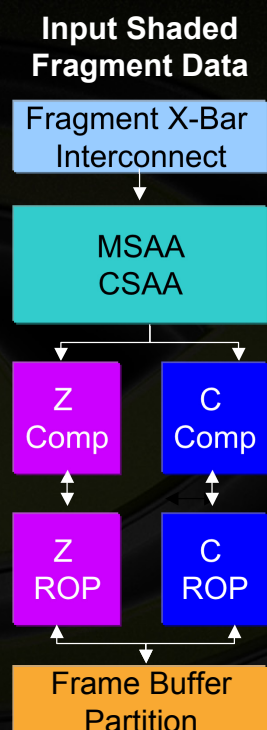 Input Shaded
Fragment Data
Fragment X-Bar
Interconnect
MSAA
CSAA
Z
Comp
C
Comp
Z
ROP
C
ROP
Frame Buffer
Partition